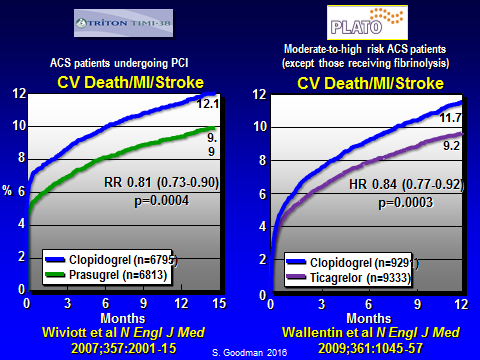 TRITON TIMI-38
ACS patients undergoing PCI
CV Death/MI/Stroke
12
10
8
% 6
4
2
0
12.1
9.
9
RR 0.81 (0.73-0.90)
p=0.0004
Clopidogrel (n=6795)
Prasugrel (n=6813)
0 3 6 9 12 15
Months
Wiviott et al N Engl J Med
2007;357:2001-15
PLATO
Moderate-to-high risk ACS patients
(except those receiving fibrinolysis)
CV Death/MI/Stroke
12
10
8
6
4
2
0
11.7
9.2
HR 0.84 (0.77-0.92)
p=0.0003
Clopidogrel (n=9291)
Ticagrelor (n=9333)
0 3 6 9 12
Months
Wallentin et al N Engl J Med
2009;361:1045-57
S. Goodman 2016